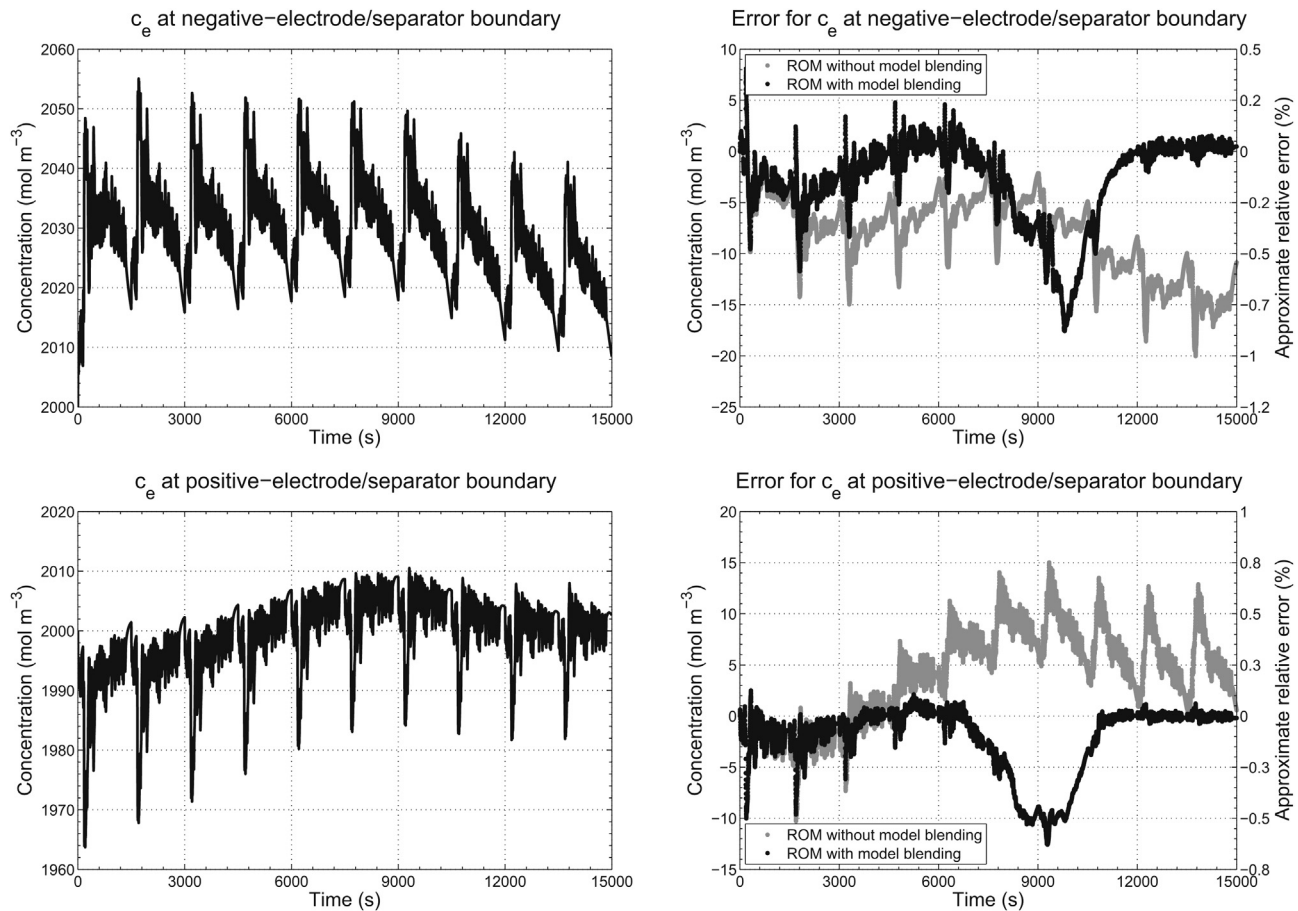 c_e at negative−electrode/separator boundary
2060
2050
2040
2030
2020
2010
2000
Concentration (mol m^−3)
0 3000 6000 9000 12000 15000
Time (s)
Error for c_e at negative−electrode/separator boundary
ROM without model blending
ROM with model blending
10
5
0
−5
−10
−15
−20
−25
Concentration (mol m^−3)
0.5
0.2
0
−0.2
−0.5
−0.7
−1
−1.2
Approximate relative error (%)
0 3000 6000 9000 12000 15000
Time (s)
c_e at positive−electrode/separator boundary
2020
2010
2000
1990
1980
1970
1960
Concentration (mol m^−3)
0 3000 6000 9000 12000 15000
Time (s)
Error for c_e at positive−electrode/separator boundary
20
15
10
5
0
−5
−10
−15
Concentration (mol m^−3)
1
0.8
0.5
0.3
0
−0.3
−0.5
−0.8
Approximate relative error (%)
ROM without model blending
ROM with model blending
0 3000 6000 9000 12000 15000
Time (s)